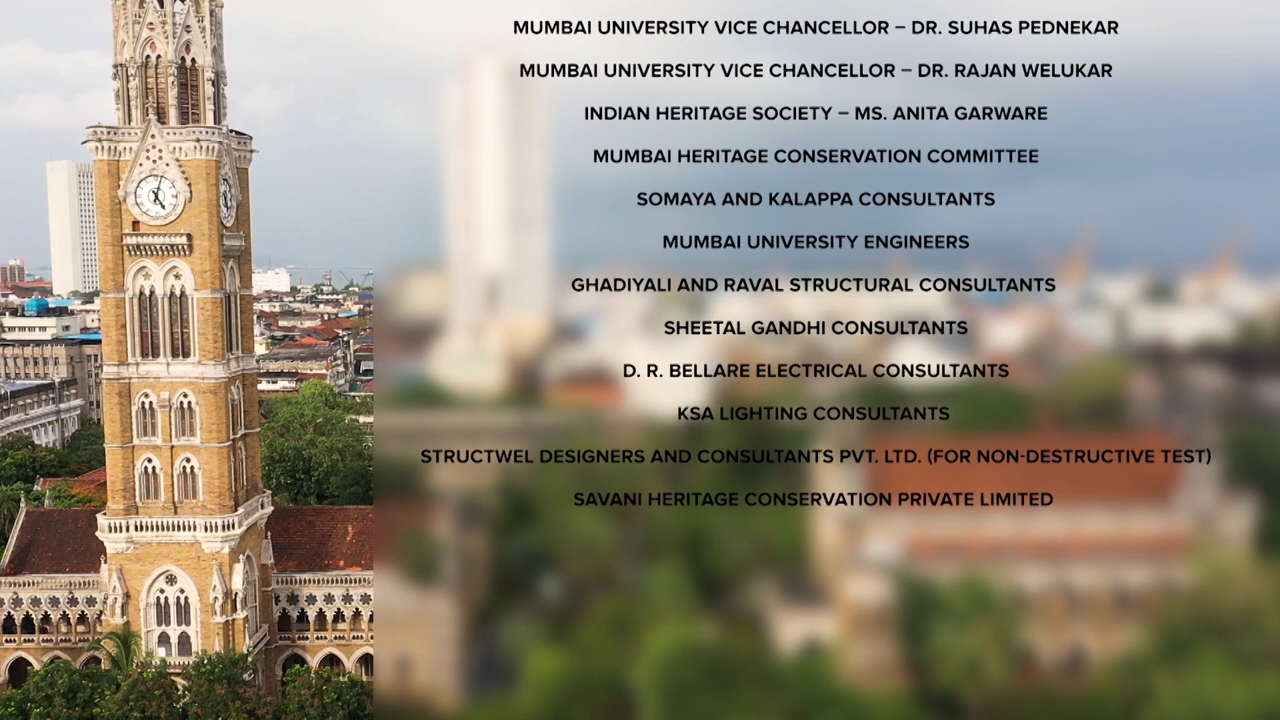 MUMBAI UNIVERSITY VICE CHANCELLOR – DR. SUHAS PEDNEKAR
MUMBAI UNIVERSITY VICE CHANCELLOR – DR. RAJAN WELUKAR
INDIAN HERITAGE SOCIETY – MS. ANITA GARWARE
MUMBAI HERITAGE CONSERVATION COMMITTEE
SOMAYA AND KALAPPA CONSULTANTS
MUMBAI UNIVERSITY ENGINEERS
GHADIYALI AND RAVAL STRUCTURAL CONSULTANTS
SHEETAL GANDHI CONSULTANTS
D. R. BELLARE ELECTRICAL CONSULTANTS
KSA LIGHTING CONSULTANTS
STRUCTWEL DESIGNERS AND CONSULTANTS PVT. LTD. (FOR NON-DESTRUCTIVE TEST)
SAVANI HERITAGE CONSERVATION PRIVATE LIMITED